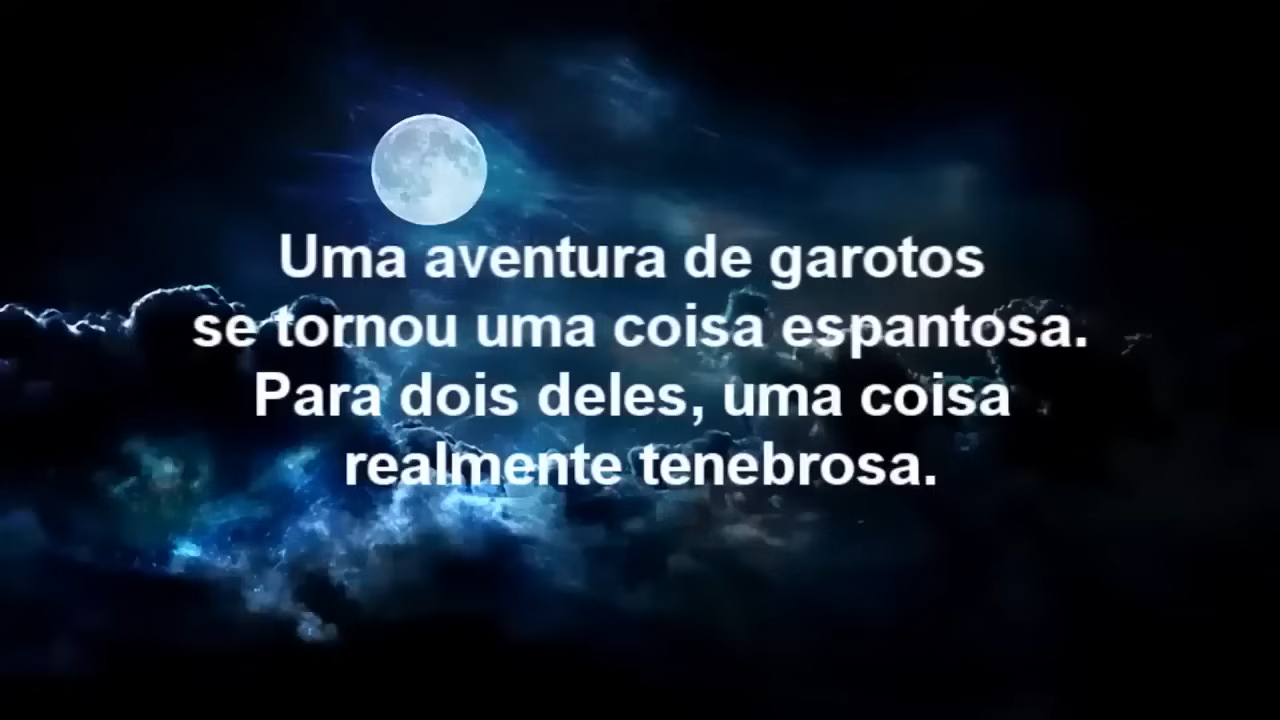 Uma aventura de garotos
se tornou uma coisa espantosa.
Para dois deles, uma coisa
realmente tenebrosa.